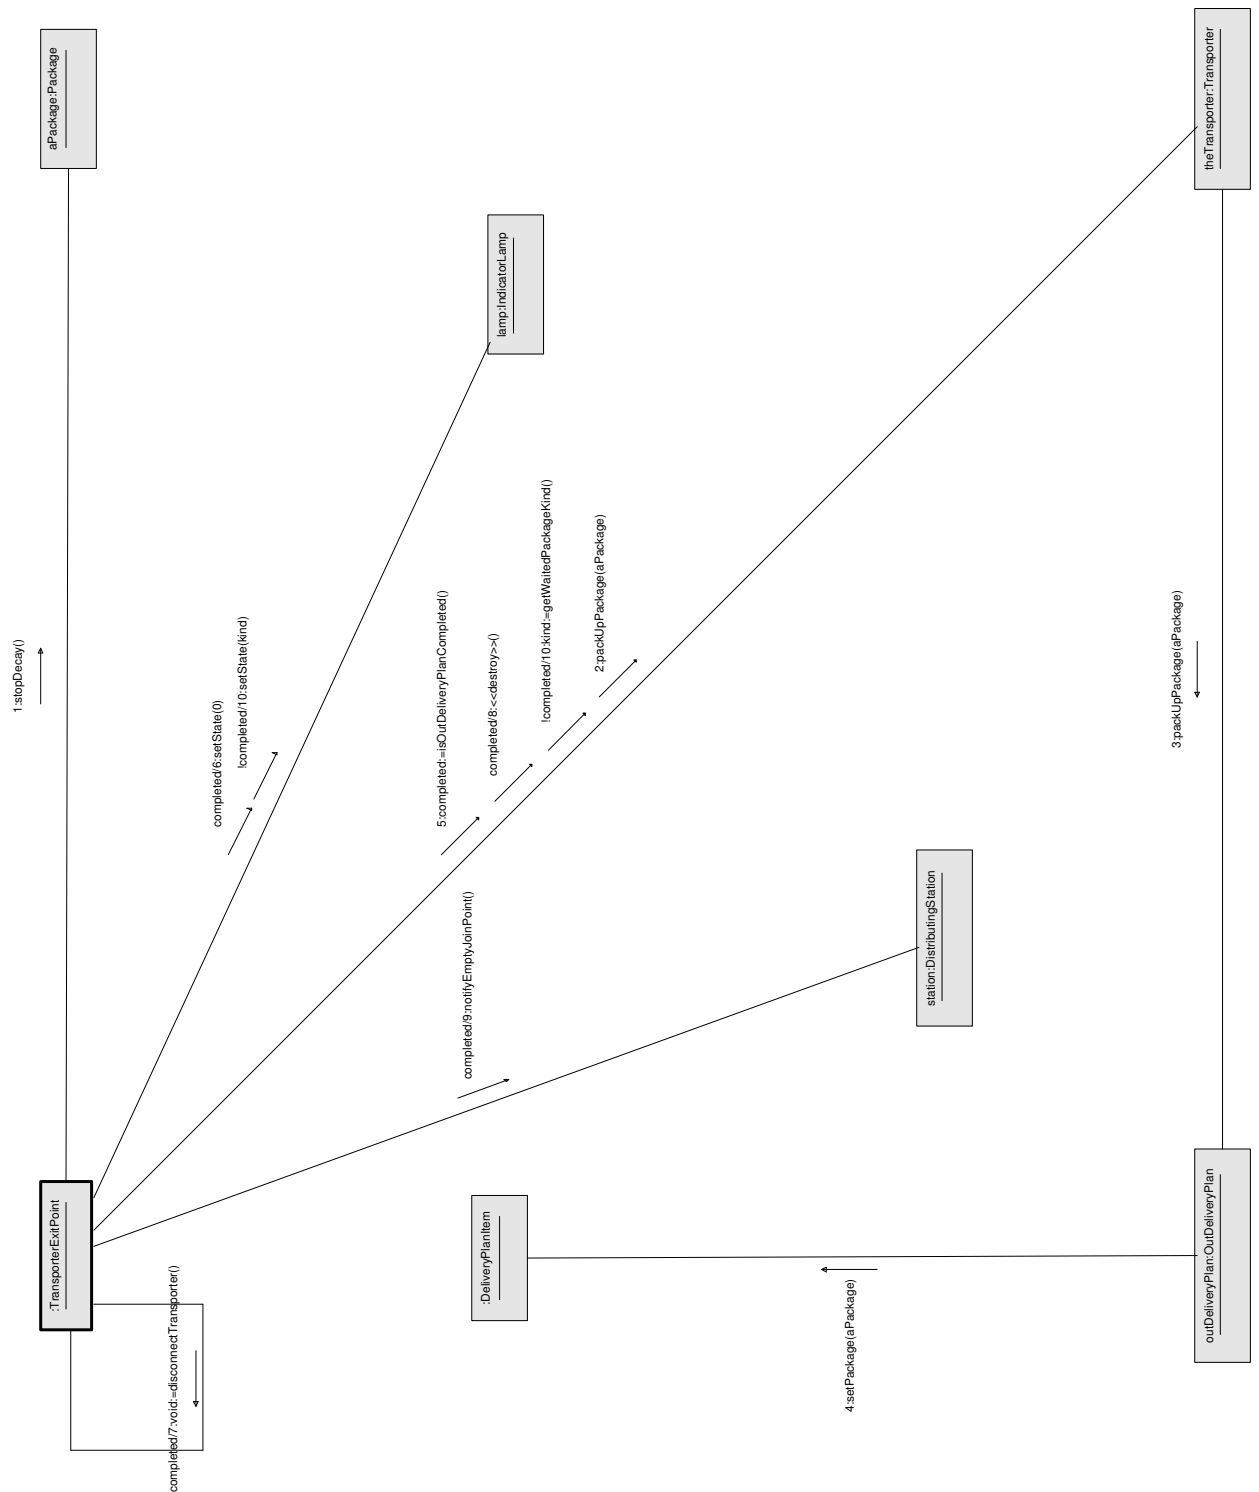 aPackage:Package
theTransporter:Transporter
lamp:IndicatorLamp
1:stopDecay()
completed/6:setState(0)
!completed/10:setState(kind)
5:completed:=isOutDeliveryPlanCompleted()
completed/8:<<destroy>>()
!completed/10:kind:=getWaitedPackageKind()
2:packUpPackage(aPackage)
3:packUpPackage(aPackage)
completed/9:notifyEmptyJoinPoint()
station:DistributingStation
:TransporterExitPoint
:DeliveryPlanItem
outDeliveryPlan:OutDeliveryPlan
completed/7:void:=disconnectTransporter()
4:setPackage(aPackage)